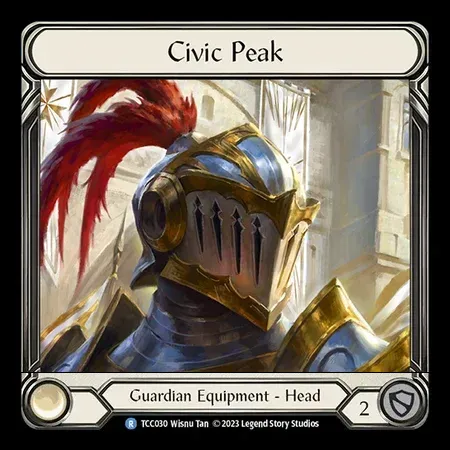 Civic Peak
Guardian Equipment - Head
2
R TCC030 Wisnu Tan © 2023 Legend Story Studios